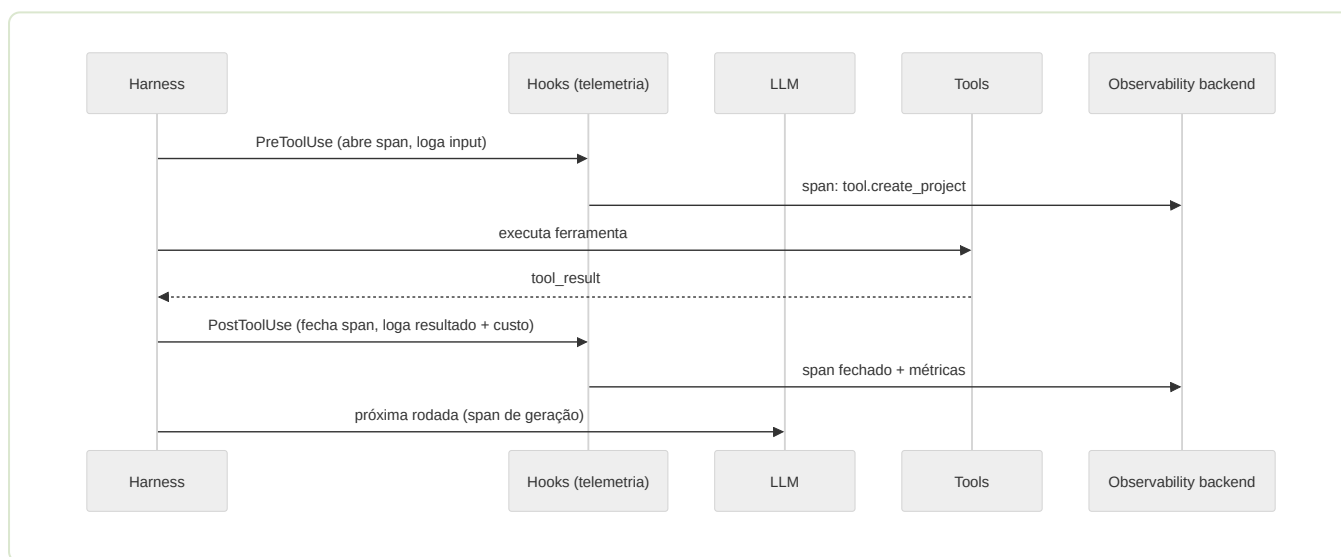 Harness
Hooks (telemetria)
LLM
Tools
Observability backend
PreToolUse (abre span, loga input)
span: tool.create_project
executa ferramenta
tool_result
PostToolUse (fecha span, loga resultado + custo)
span fechado + métricas
próxima rodada (span de geração)
Harness
Hooks (telemetria)
LLM
Tools
Observability backend